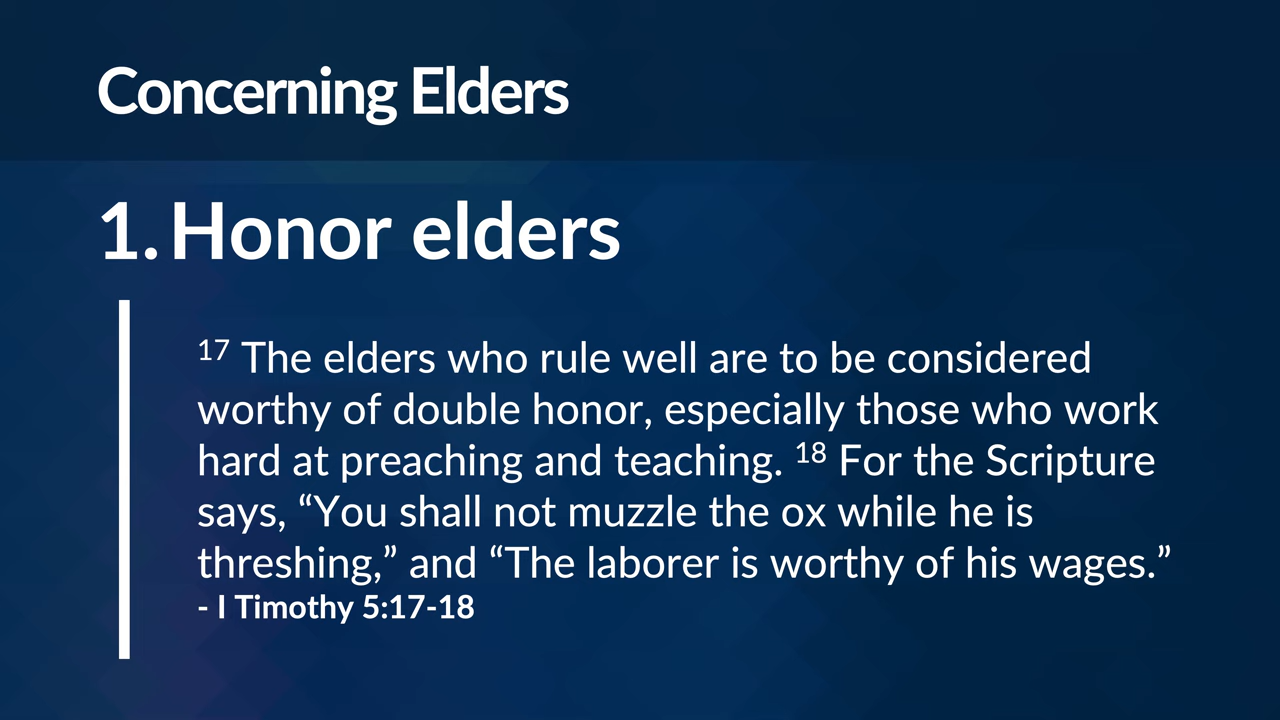 Concerning Elders
1. Honor elders
17 The elders who rule well are to be considered
worthy of double honor, especially those who work
hard at preaching and teaching. 18 For the Scripture
says, “You shall not muzzle the ox while he is
threshing,” and “The laborer is worthy of his wages.”
- I Timothy 5:17-18